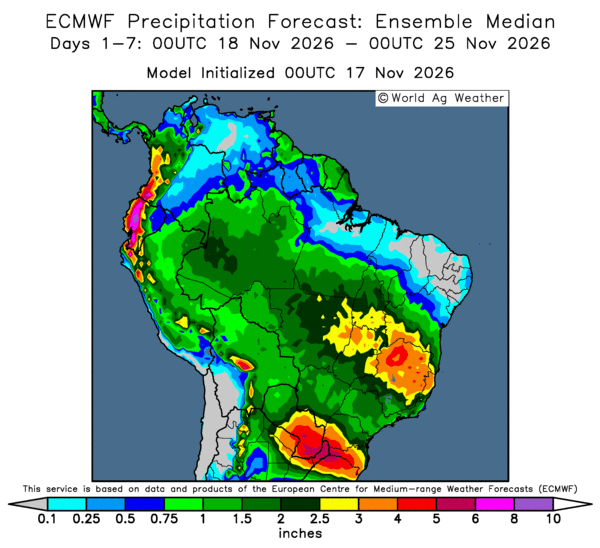 ECMWF Precipitation Forecast: Ensemble Median
Days 1-7: 00UTC 18 Nov 2026 - 00UTC 25 Nov 2026
Model Initialized 00UTC 17 Nov 2026
© World Ag Weather
This service is based on data and products of the European Centre for Medium-range Weather Forecasts (ECMWF)
0.1 0.25 0.5 0.75 1 1.5 2 2.5 3 4 5 6 8 10
inches